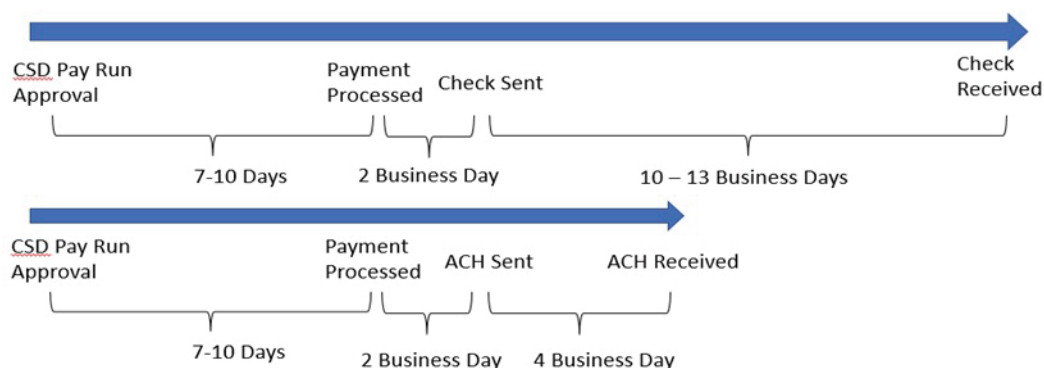 CSD Pay Run
Approval
Payment
Processed
Check Sent
Check
Received
7-10 Days
2 Business Day
10 – 13 Business Days
CSD Pay Run
Approval
Payment
Processed
ACH Sent
ACH Received
7-10 Days
2 Business Day
4 Business Day